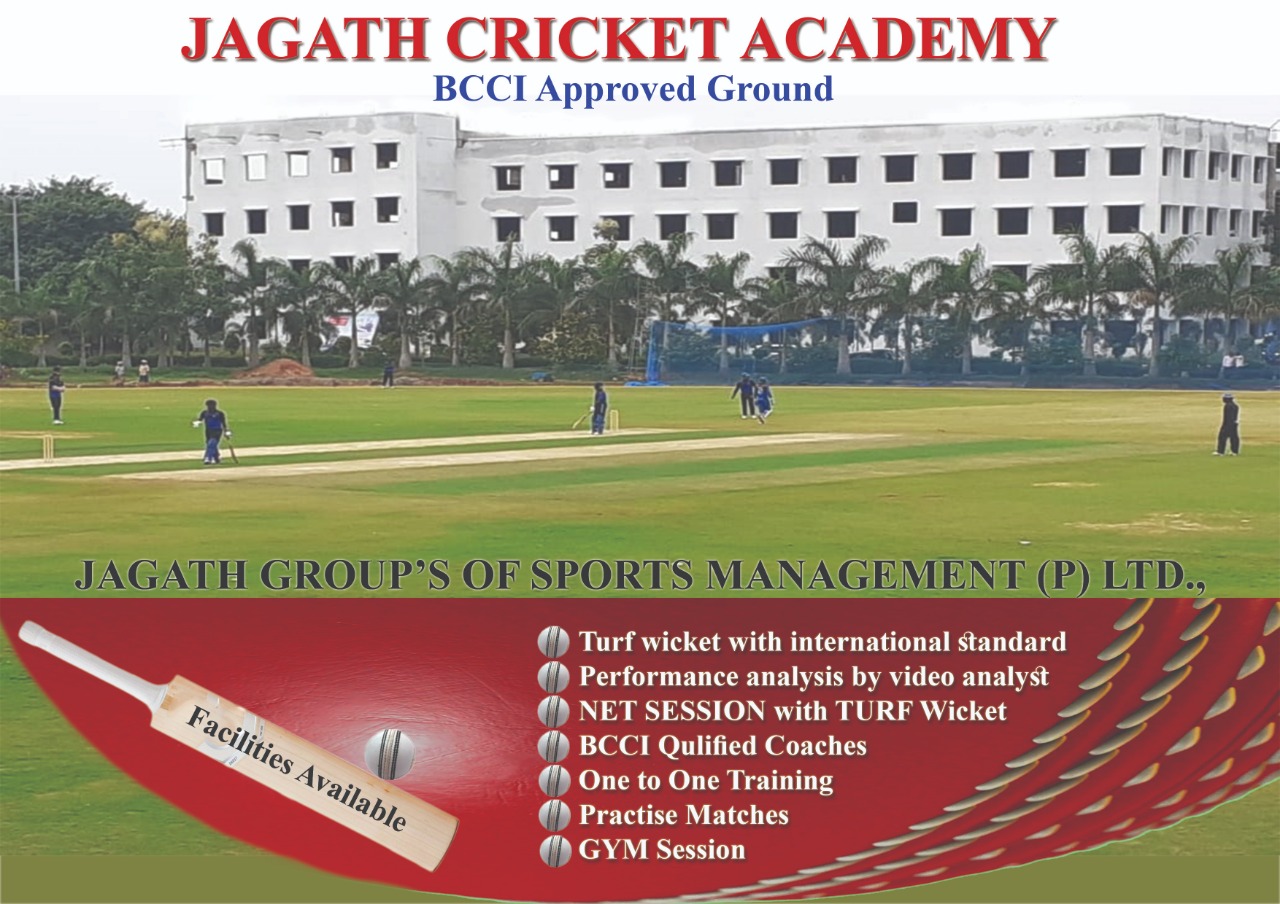 JAGATH CRICKET ACADEMY
BCCI Approved Ground
JAGATH GROUP’S OF SPORTS MANAGEMENT (P) LTD.,
Facilities Available
Turf wicket with international standard
Performance analysis by video analyst
NET SESSION with TURF Wicket
BCCI Qulified Coaches
One to One Training
Practise Matches
GYM Session